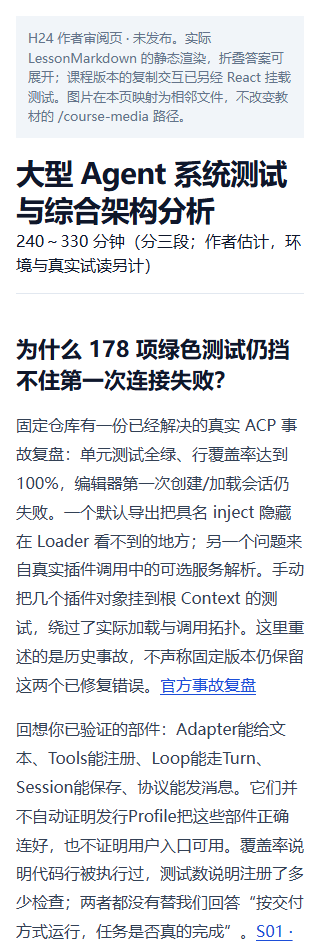 H24 作者审阅页 · 未发布。实际
LessonMarkdown 的静态渲染，折叠答案可
展开；课程版本的复制交互已另经 React 挂载
测试。图片在本页映射为相邻文件，不改变教
材的 /course-media 路径。
大型 Agent 系统测试
与综合架构分析
240～330 分钟（分三段；作者估计，环
境与真实试读另计）
为什么 178 项绿色测试仍挡
不住第一次连接失败？
固定仓库有一份已经解决的真实 ACP 事
故复盘：单元测试全绿、行覆盖率达到
100%，编辑器第一次创建/加载会话仍
失败。一个默认导出把具名 inject 隐藏
在 Loader 看不到的地方；另一个问题来
自真实插件调用中的可选服务解析。手动
把几个插件对象挂到根 Context 的测
试，绕过了实际加载与调用拓扑。这里重
述的是历史事故，不声称固定版本仍保留
这两个已修复错误。官方事故复盘
回想你已验证的部件：Adapter能给文
本、Tools能注册、Loop能走Turn、
Session能保存、协议能发消息。它们并
不自动证明发行Profile把这些部件正确
连好，也不证明用户入口可用。覆盖率说
明代码行被执行过，测试数说明注册了多
少检查；两者都没有替我们回答“按交付
方式运行，任务是否真的完成”。S01 ·